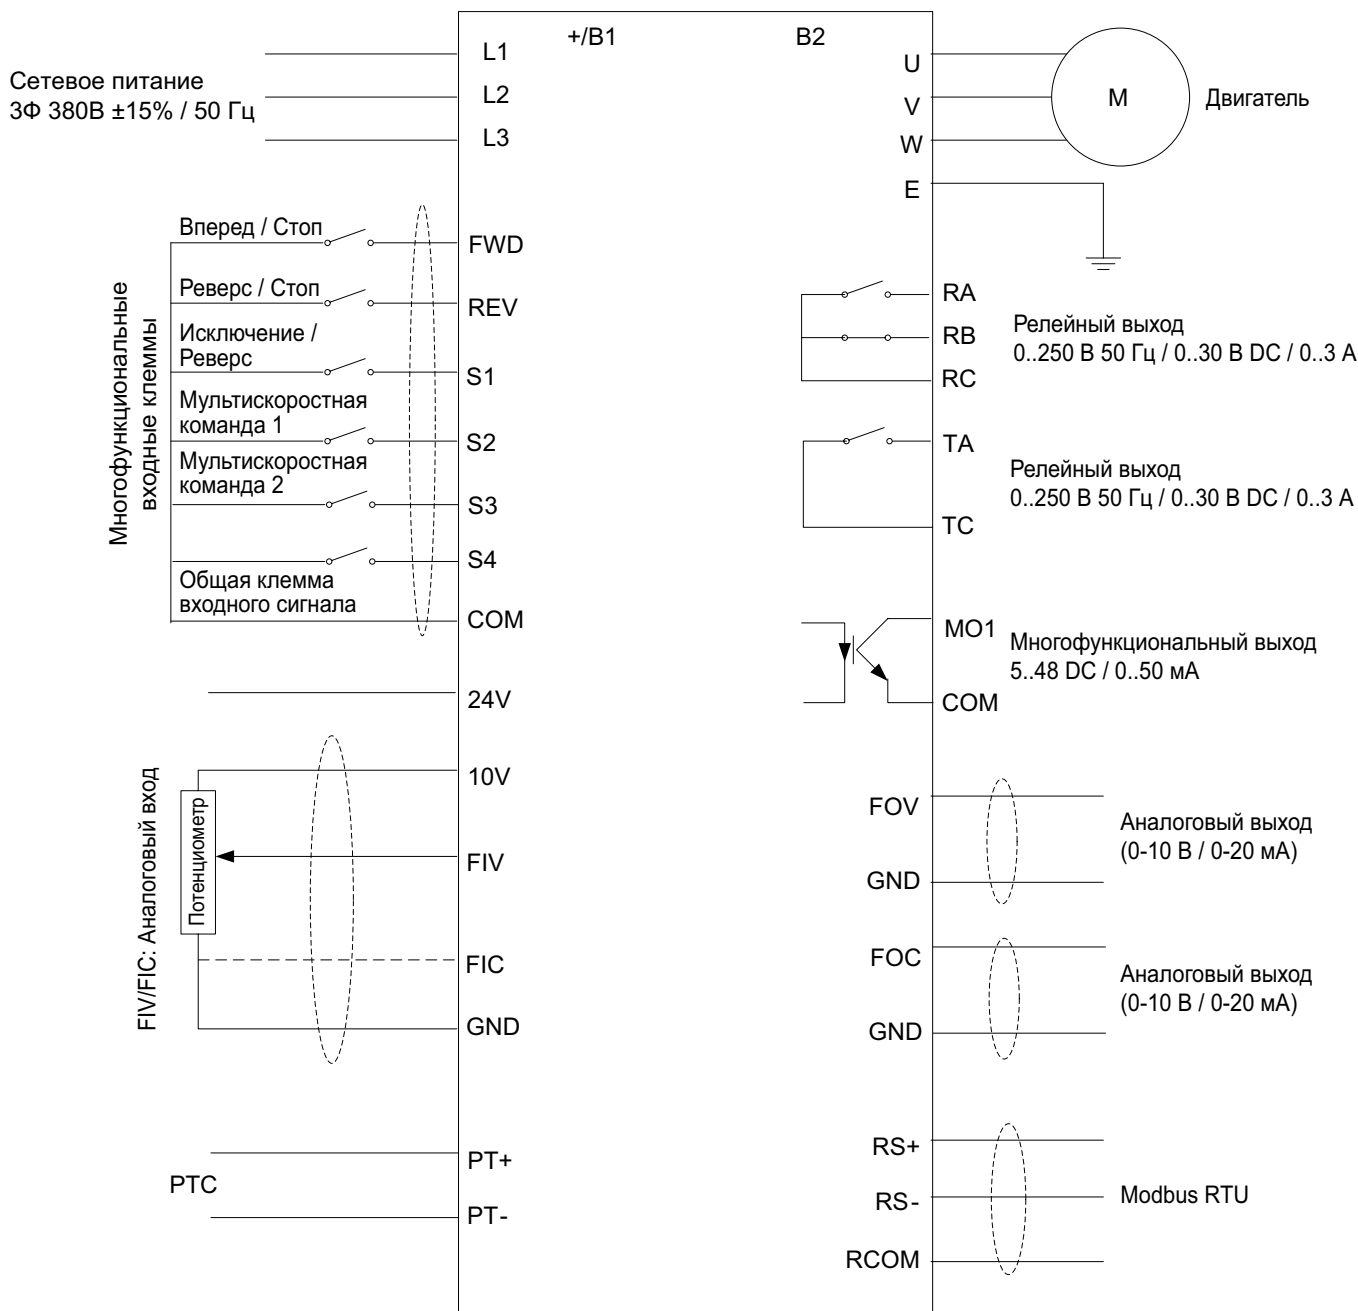 +/B1
B2
L1
L2
L3
Сетевое питание
3Ф 380В ±15% / 50 Гц
U
V
W
E
M
Двигатель
Многофункциональные
входные клеммы
Вперед / Стоп
FWD
Реверс / Стоп
REV
Исключение /
Реверс
S1
Мультискоростная
команда 1
S2
Мультискоростная
команда 2
S3
S4
Общая клемма
входного сигнала
COM
RA
RB
RC
Релейный выход
0..250 В 50 Гц / 0..30 В DC / 0..3 А
TA
TC
Релейный выход
0..250 В 50 Гц / 0..30 В DC / 0..3 А
MO1
COM
Многофункциональный выход
5..48 DC / 0..50 мА
24V
FIV/FIC: Аналоговый вход
Потенциометр
10V
FIV
FIC
GND
FOV
GND
Аналоговый выход
(0-10 В / 0-20 мА)
FOC
GND
Аналоговый выход
(0-10 В / 0-20 мА)
PTC
PT+
PT-
RS+
RS-
RCOM
Modbus RTU